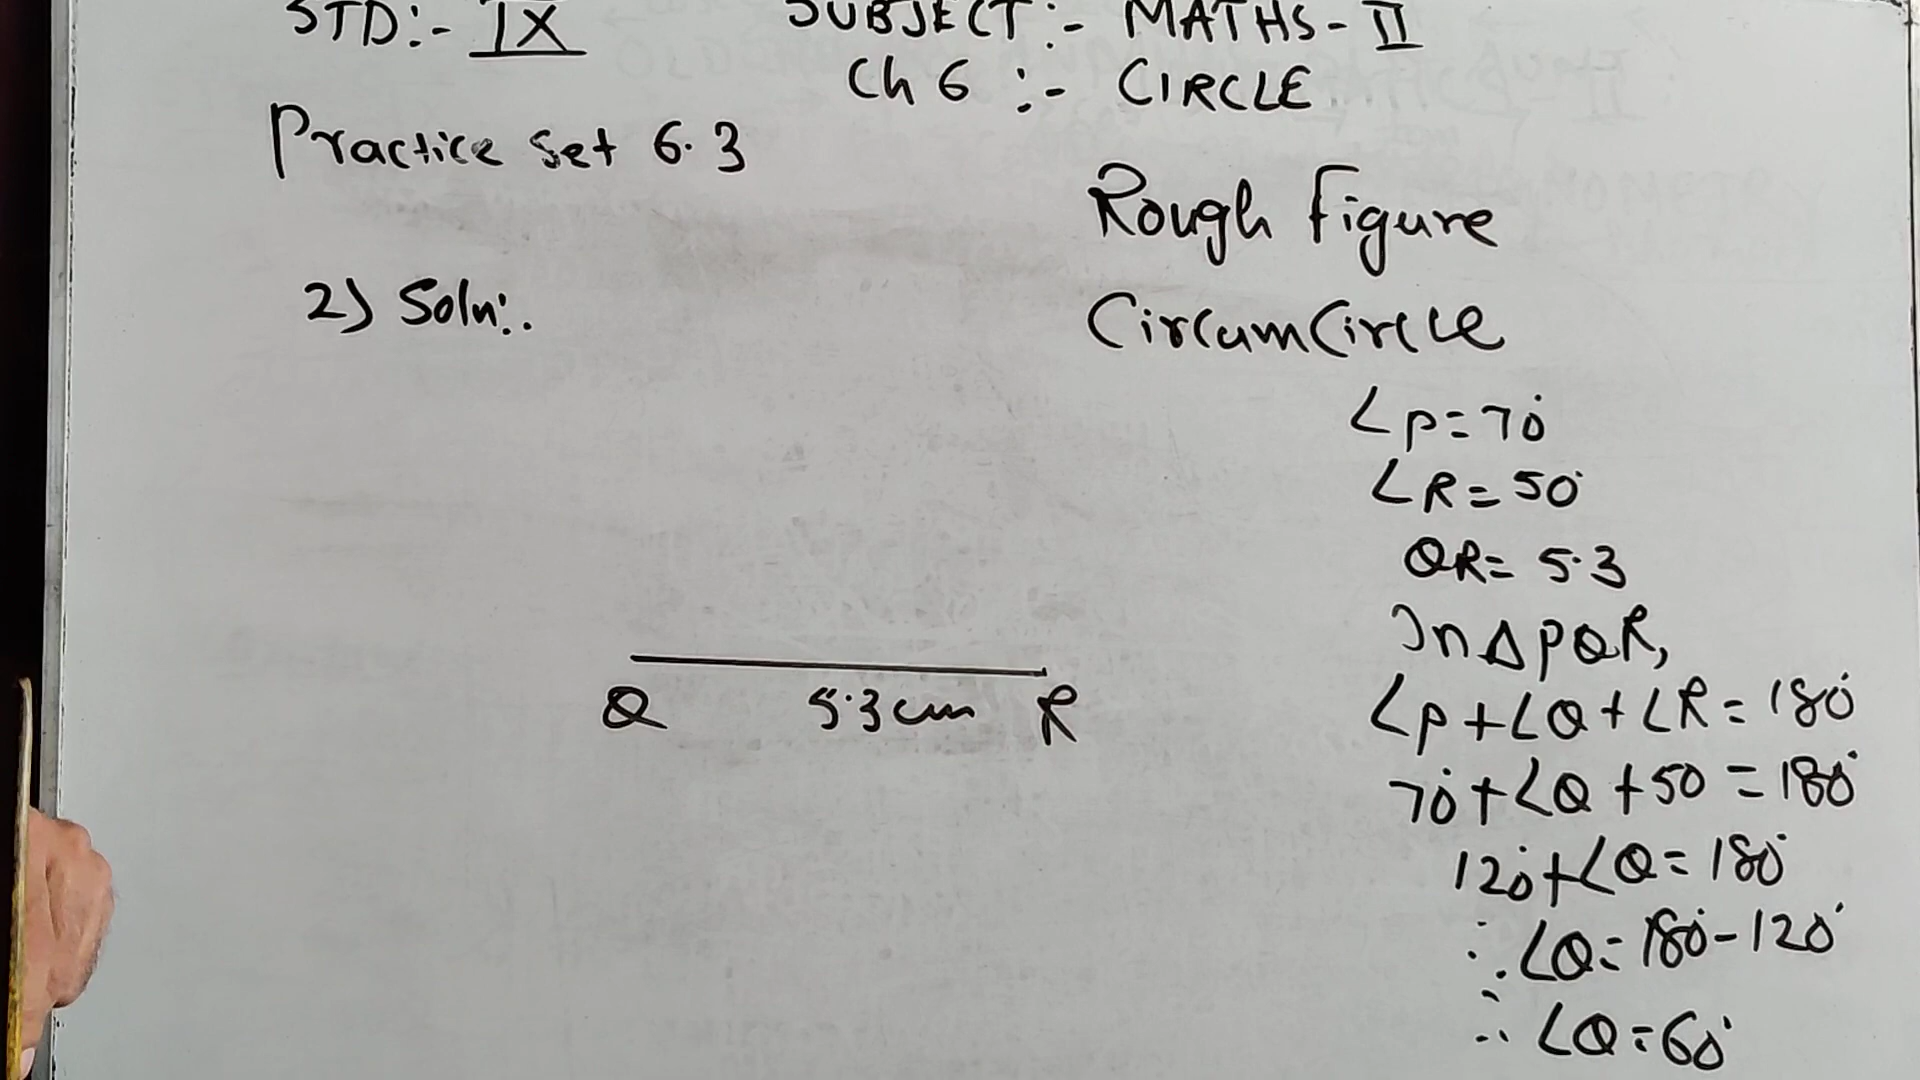 STD:- IX SUBJECT:- MATHS-II
Ch 6 :- CIRCLE
Practice Set 6.3
Rough Figure
2) Soln:.
Circumcircle
∠P=70°
∠R=50°
QR= 5.3
In△PQR,
∠P+∠Q+∠R=180°
70°+∠Q+50=180°
120°+∠Q=180°
∴∠Q=180°-120°
∴∠Q=60°
Q 5.3cm R